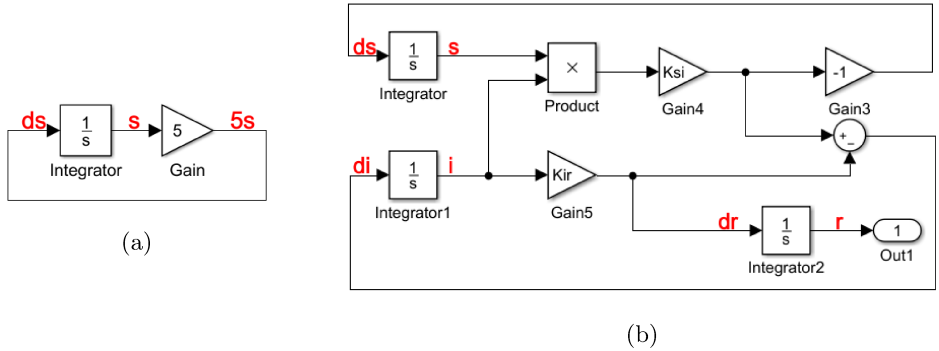 ds
1
s
s
5
5s
Integrator
Gain
(a)
ds
1
s
s
×
Ksi
-1
Integrator
Product
Gain4
Gain3
+
−
di
1
s
i
Kir
Integrator1
Gain5
dr
1
s
r
1
Integrator2
Out1
(b)